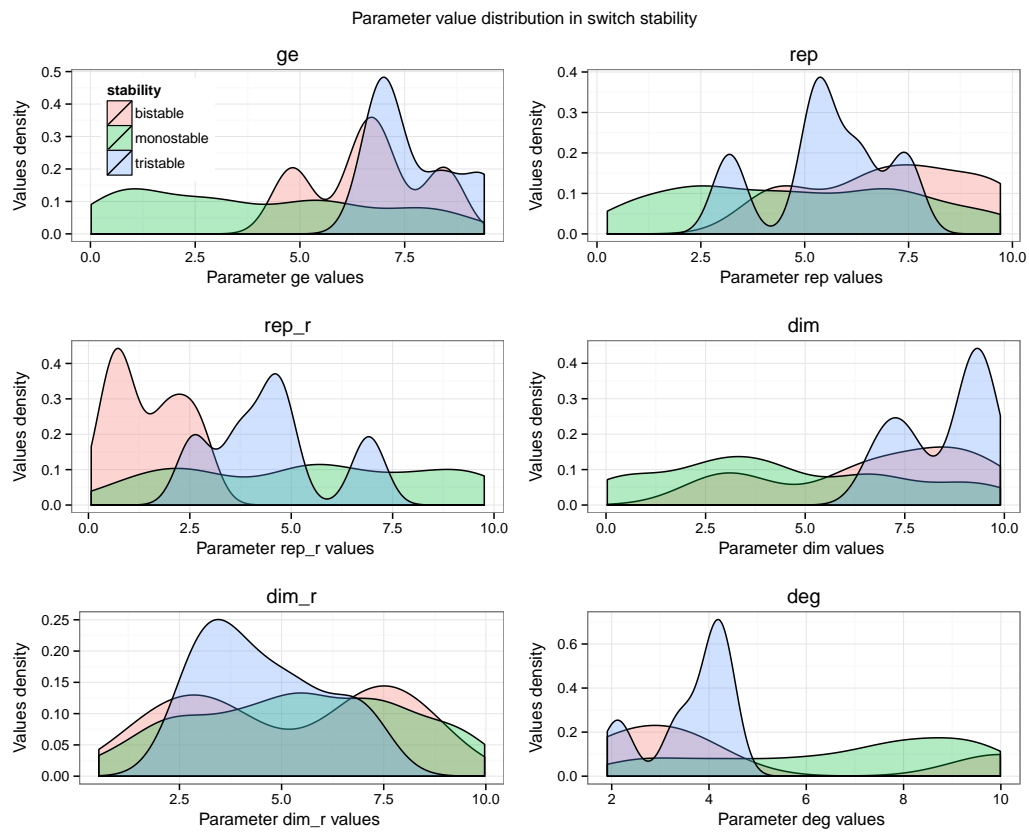 Parameter value distribution in switch stability
ge
Values density
0.5
0.4
0.3
0.2
0.1
0.0
stability
bistable
monostable
tristable
0.0 2.5 5.0 7.5
Parameter ge values
rep
Values density
0.4
0.3
0.2
0.1
0.0
0.0 2.5 5.0 7.5 10.0
Parameter rep values
rep_r
Values density
0.4
0.3
0.2
0.1
0.0
0.0 2.5 5.0 7.5 10.0
Parameter rep_r values
dim
Values density
0.4
0.3
0.2
0.1
0.0
0.0 2.5 5.0 7.5 10.0
Parameter dim values
dim_r
Values density
0.25
0.20
0.15
0.10
0.05
0.00
2.5 5.0 7.5 10.0
Parameter dim_r values
deg
Values density
0.6
0.4
0.2
0.0
2 4 6 8 10
Parameter deg values